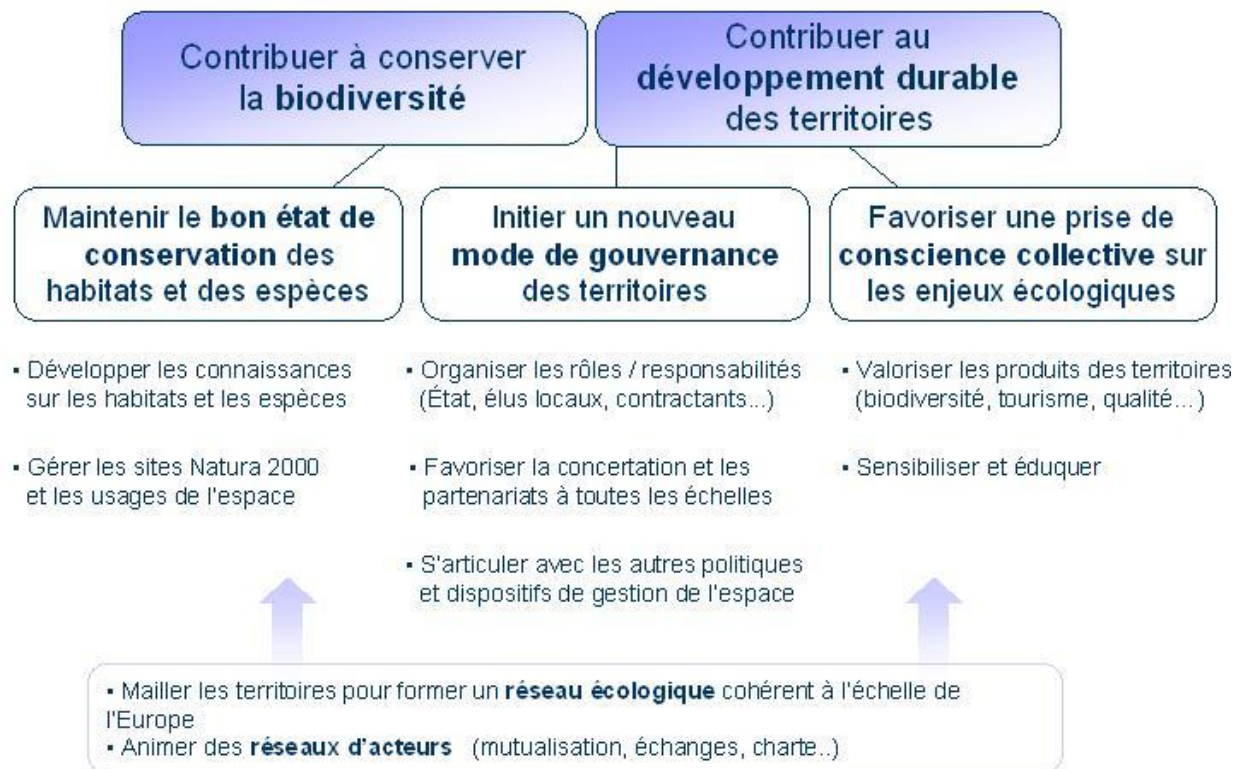 Contribuer à conserver
la biodiversité
Contribuer au
développement durable
des territoires
Maintenir le bon état de
conservation des
habitats et des espèces
Initier un nouveau
mode de gouvernance
des territoires
Favoriser une prise de
conscience collective sur
les enjeux écologiques
▪ Développer les connaissances
sur les habitats et les espèces
▪ Gérer les sites Natura 2000
et les usages de l'espace
▪ Organiser les rôles / responsabilités
(État, élus locaux, contractants...)
▪ Favoriser la concertation et les
partenariats à toutes les échelles
▪ S'articuler avec les autres politiques
et dispositifs de gestion de l'espace
▪ Valoriser les produits des territoires
(biodiversité, tourisme, qualité...)
▪ Sensibiliser et éduquer
▪ Mailler les territoires pour former un réseau écologique cohérent à l'échelle de
l'Europe
▪ Animer des réseaux d'acteurs (mutualisation, échanges, charte..)